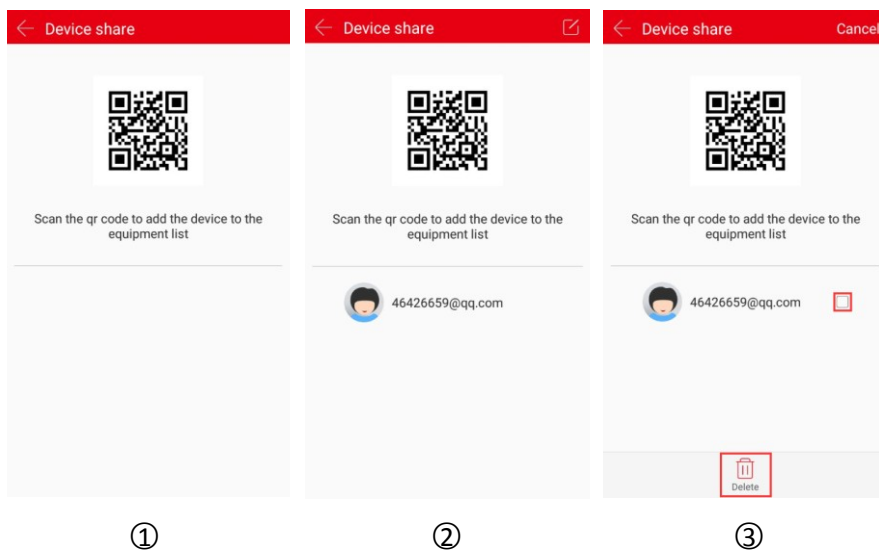 Device share
Scan the qr code to add the device to the
equipment list
①
Device share
Scan the qr code to add the device to the
equipment list
46426659@qq.com
②
Device share
Cancel
Scan the qr code to add the device to the
equipment list
46426659@qq.com
Delete
③